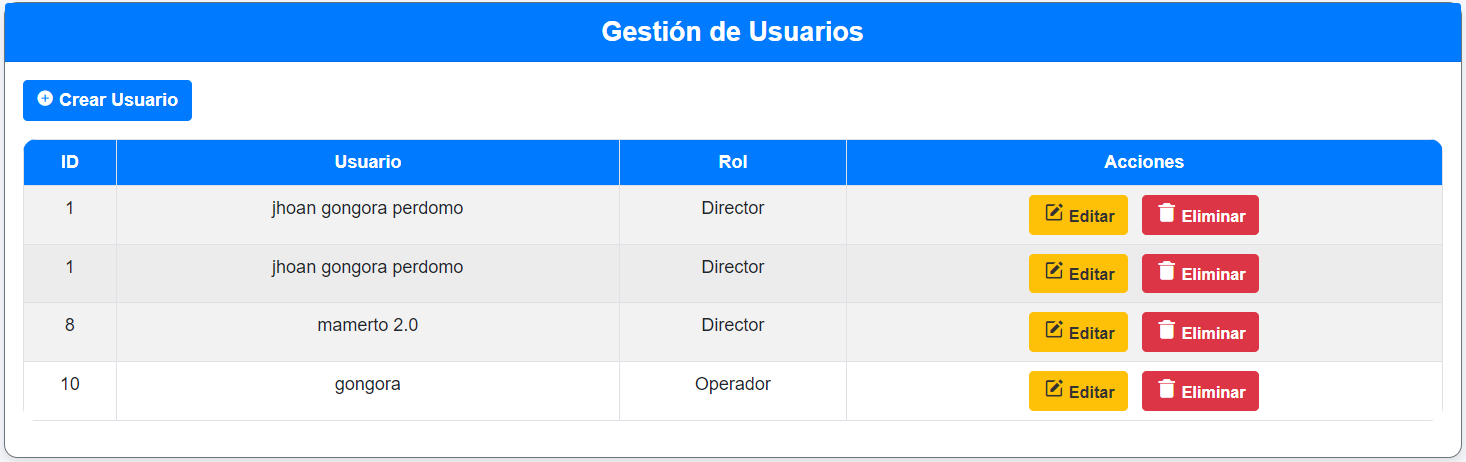 Gestión de Usuarios
Crear Usuario
ID Usuario Rol Acciones
1 jhoan gongora perdomo Director Editar Eliminar
1 jhoan gongora perdomo Director Editar Eliminar
8 mamerto 2.0 Director Editar Eliminar
10 gongora Operador Editar Eliminar